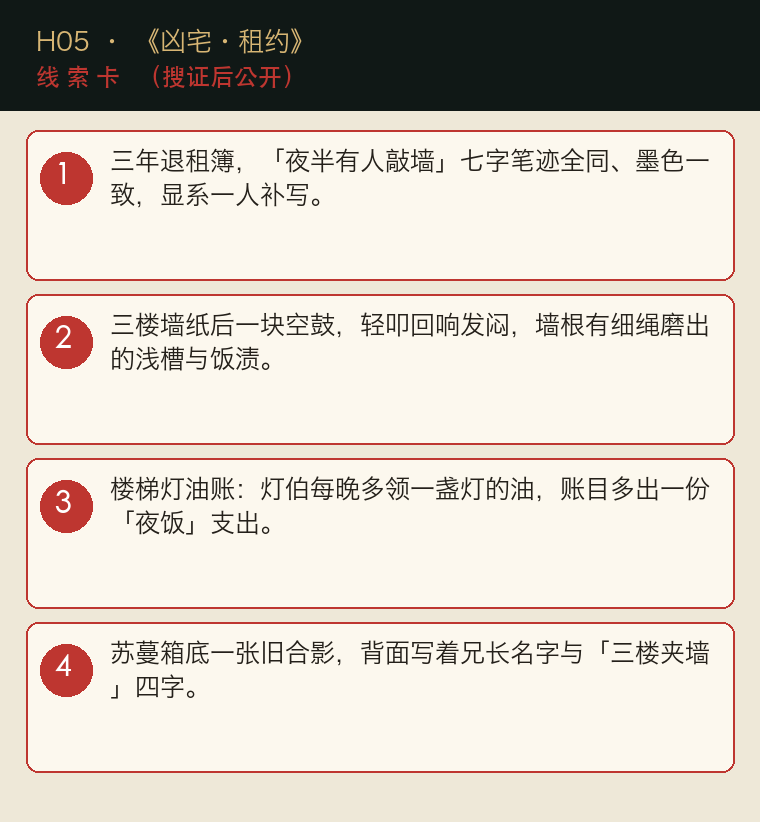 H05 · 《凶宅·租约》
线索卡 （搜证后公开）
1
三年退租簿，「夜半有人敲墙」七字笔迹全同、墨色一
致，显系一人补写。
2
三楼墙纸后一块空鼓，轻叩回响发闷，墙根有细绳磨出
的浅槽与饭渍。
3
楼梯灯油账：灯伯每晚多领一盏灯的油，账目多出一份
「夜饭」支出。
4
苏蔓箱底一张旧合影，背面写着兄长名字与「三楼夹墙
」四字。